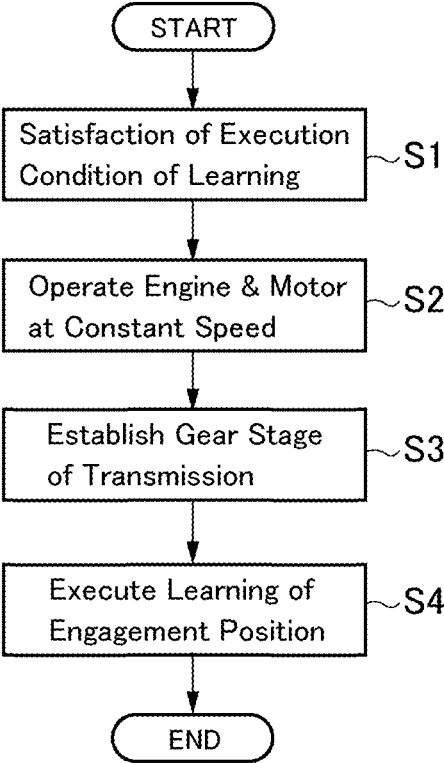 START
Satisfaction of Execution
Condition of Learning
S1
Operate Engine & Motor
at Constant Speed
S2
Establish Gear Stage
of Transmission
S3
Execute Learning of
Engagement Position
S4
END